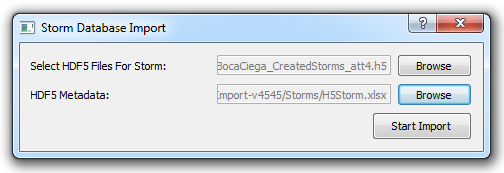 Storm Database Import
Select HDF5 Files For Storm: BocaCiega_CreatedStorms_att4.h5 Browse
HDF5 Metadata: Import-v4545/Storms/H5Storm.xlsx Browse
Start Import